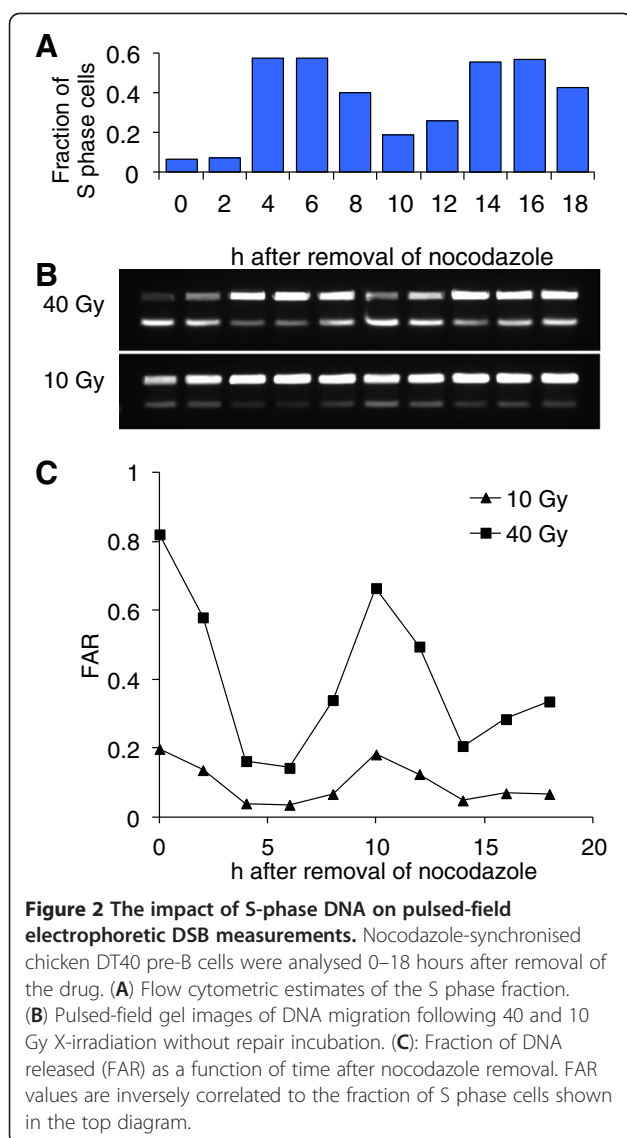 A
Fraction of
S phase cells
0.6
0.4
0.2
0
0 2 4 6 8 10 12 14 16 18
h after removal of nocodazole
B
40 Gy
10 Gy
C
1
0.8
0.6
0.4
0.2
0
FAR
10 Gy
40 Gy
0 5 10 15 20
h after removal of nocodazole
Figure 2 The impact of S-phase DNA on pulsed-field
electrophoretic DSB measurements. Nocodazole-synchronised
chicken DT40 pre-B cells were analysed 0–18 hours after removal of
the drug. (A) Flow cytometric estimates of the S phase fraction.
(B) Pulsed-field gel images of DNA migration following 40 and 10
Gy X-irradiation without repair incubation. (C): Fraction of DNA
released (FAR) as a function of time after nocodazole removal. FAR
values are inversely correlated to the fraction of S phase cells shown
in the top diagram.